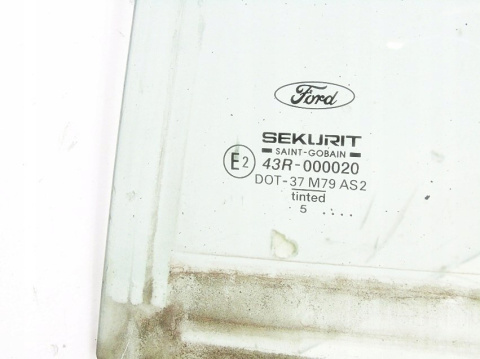 Ford
SEKURIT
SAINT-GOBAIN
E2 43R-000020
DOT-37 M79 AS2
tinted
5 ....